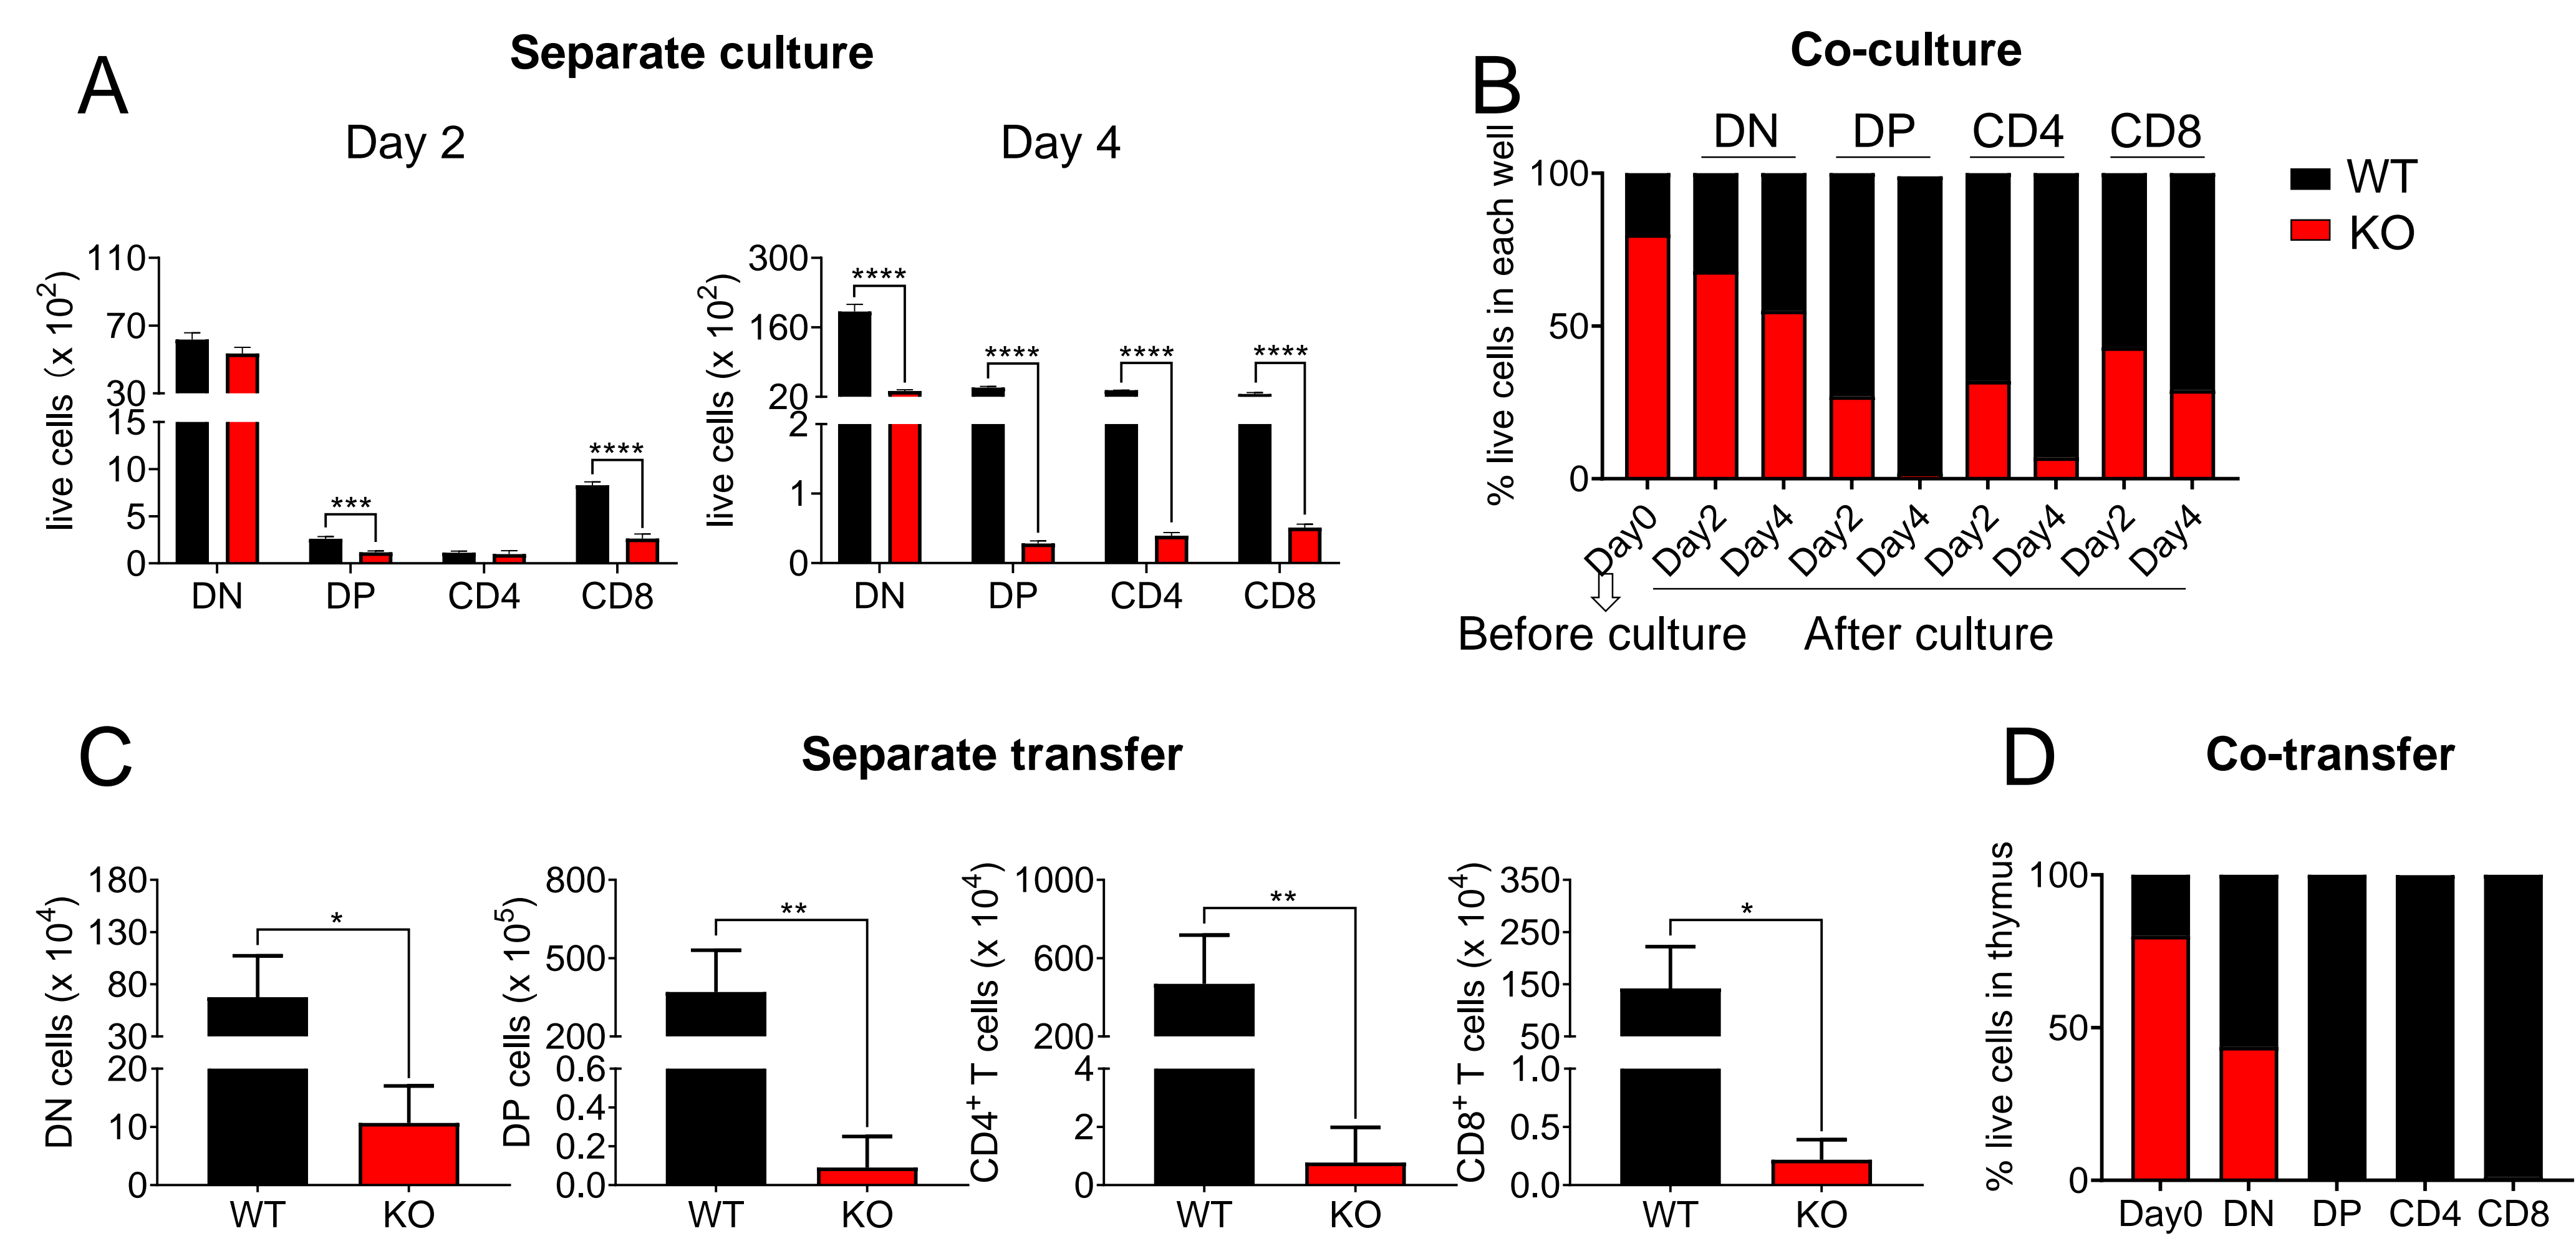 A
Separate culture
Day 2
live cells (x 10²)
110
70
30
15
10
5
0
***
****
DN
DP
CD4
CD8
Day 4
live cells (x 10²)
300
160
20
2
1
0
****
****
****
****
DN
DP
CD4
CD8
B
Co-culture
% live cells in each well
100
50
0
DN
DP
CD4
CD8
WT
KO
Day0
Day2
Day4
Day2
Day4
Day2
Day4
Day2
Day4
Before culture
After culture
C
Separate transfer
DN cells (x 10⁴)
180
130
80
30
20
10
0
*
WT
KO
DP cells (x 10⁵)
800
500
200
0.6
0.4
0.2
0.0
**
WT
KO
CD4⁺ T cells (x 10⁴)
1000
600
200
4
2
0
**
WT
KO
CD8⁺ T cells (x 10⁴)
350
250
150
50
1.0
0.5
0.0
*
WT
KO
D
Co-transfer
% live cells in thymus
100
50
0
Day0
DN
DP
CD4
CD8